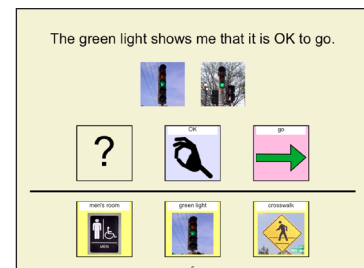 The green light shows me that it is OK to go.
?
OK
go
men's room
green light
crosswalk
MEN